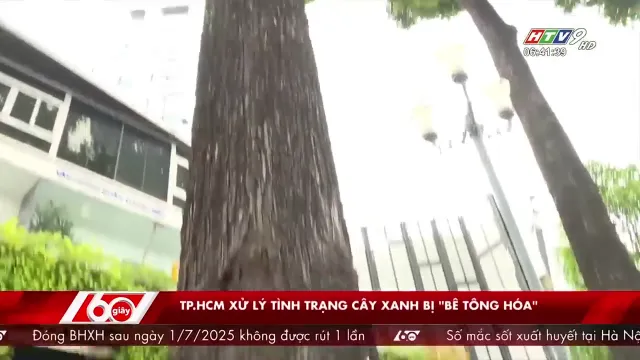 HTV9 HD
06:41:39
60 giây
TP.HCM XỬ LÝ TÌNH TRẠNG CÂY XANH BỊ "BÊ TÔNG HÓA"
Đóng BHXH sau ngày 1/7/2025 không được rút 1 lần
60
Số mắc sốt xuất huyết tại Hà Nộ